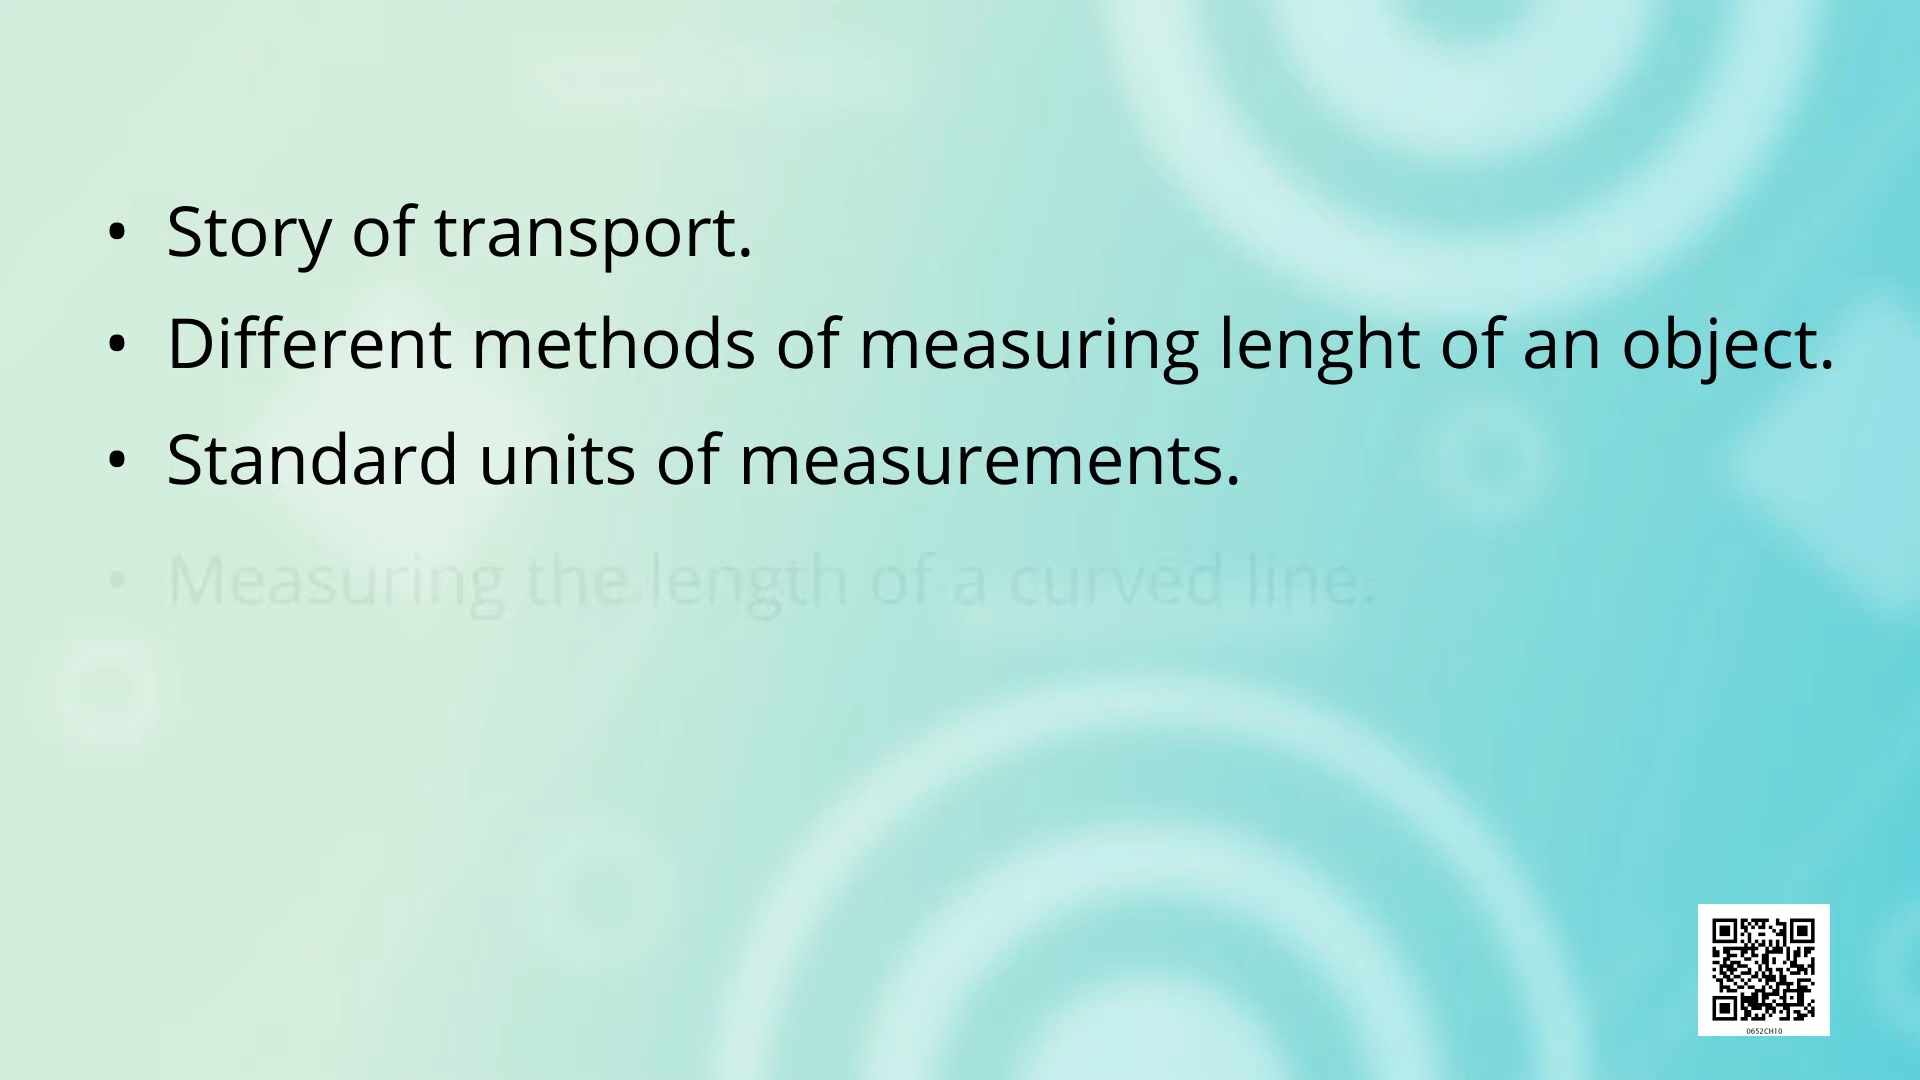 • Story of transport.
• Different methods of measuring lenght of an object.
• Standard units of measurements.
• Measuring the length of a curved line.
0652CH10